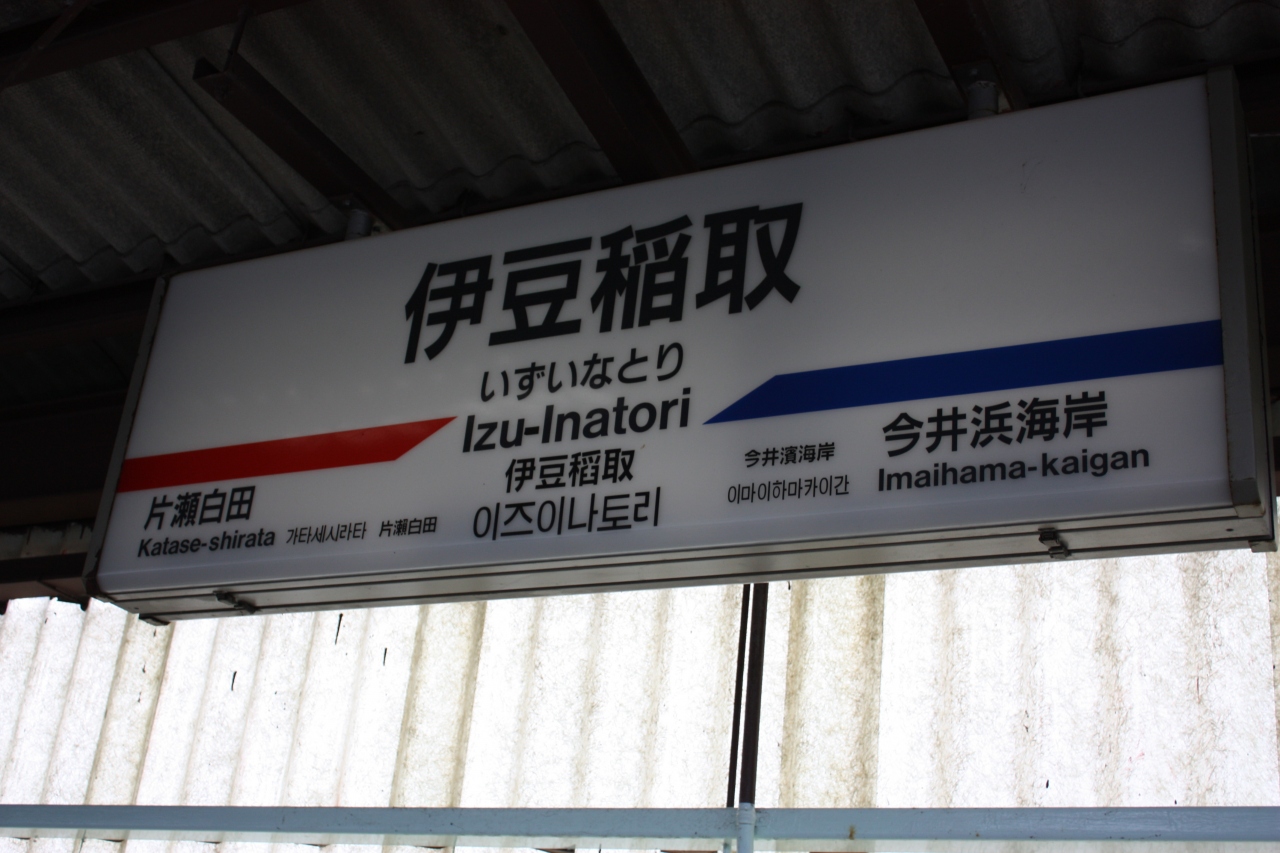 伊豆稲取
いずいなとり
Izu-Inatori
伊豆稻取
이즈이나토리
片瀬白田
Katase-shirata 가타세시라타 片瀨白田
今井濱海岸
이마이하마카이간
今井浜海岸
Imaihama-kaigan